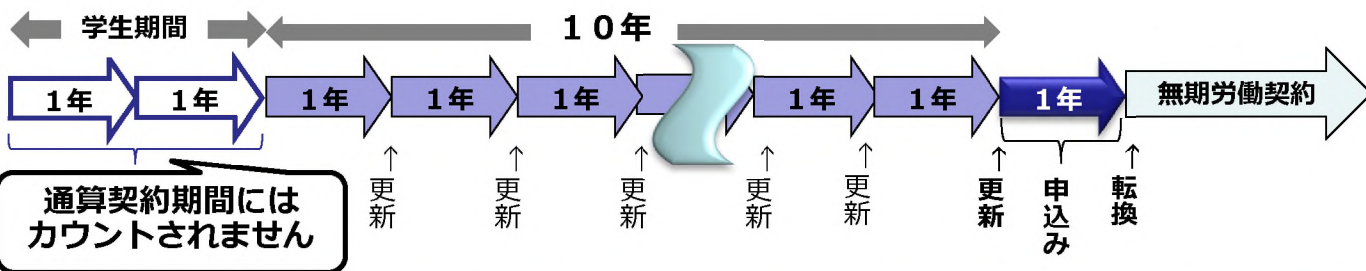 学生期間
10年
1年
1年
1年
1年
1年
1年
1年
1年
無期労働契約
↑更新
↑更新
↑更新
↑更新
↑更新
↑更新
申込み
↑転換
通算契約期間には
カウントされません